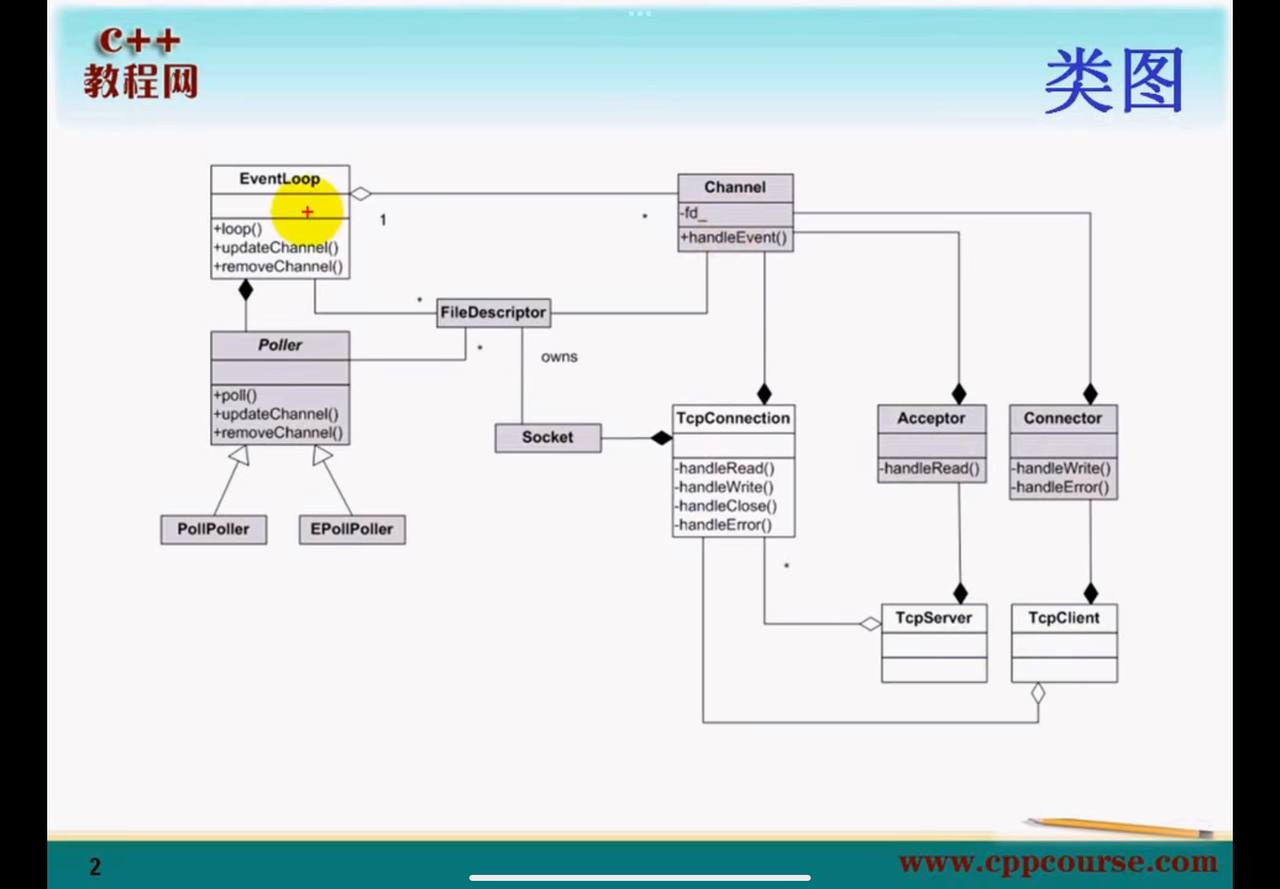 c++
教程网
类图
EventLoop
+loop()
+updateChannel()
+removeChannel()
1
*
Channel
-fd_
+handleEvent()
*
FileDescriptor
*
owns
Poller
+poll()
+updateChannel()
+removeChannel()
PollPoller
EPollPoller
Socket
TcpConnection
-handleRead()
-handleWrite()
-handleClose()
-handleError()
Acceptor
-handleRead()
Connector
-handleWrite()
-handleError()
*
TcpServer
TcpClient
2
www.cppcourse.com